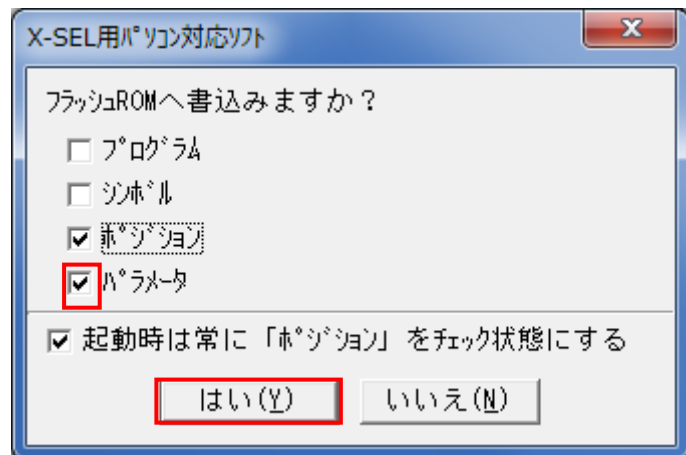 X-SEL用ﾊﾟｿｺﾝ対応ｿﾌﾄ
ﾌﾗｯｼｭROMへ書込みますか？
ﾌﾟﾛｸﾞﾗﾑ
ｼﾝﾎﾞﾙ
ﾎﾟｼﾞｼｮﾝ
ﾊﾟﾗﾒｰﾀ
起動時は常に「ﾎﾟｼﾞｼｮﾝ」をﾁｪｯｸ状態にする
はい(Y)
いいえ(N)